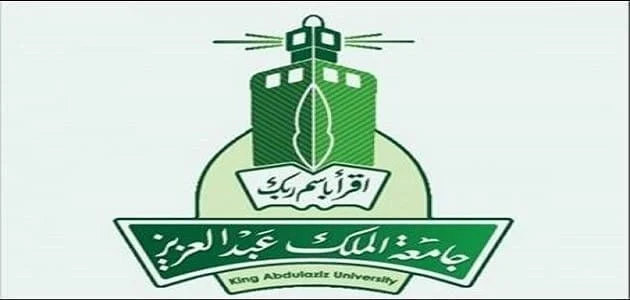 اقرأ باسم ربك
جامعة الملك عبد العزيز
King Abdulaziz University